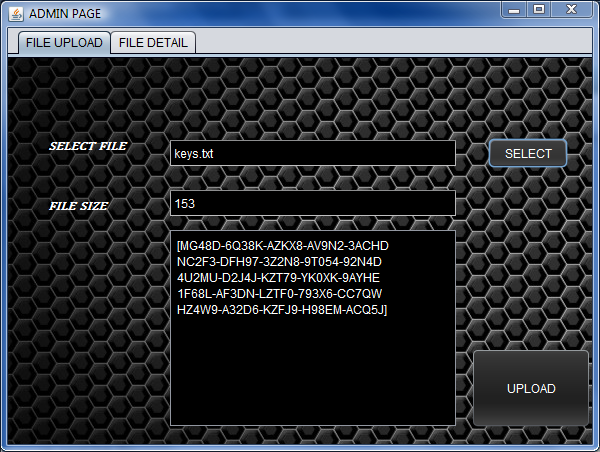 ADMIN PAGE
FILE UPLOAD FILE DETAIL
SELECT FILE keys.txt SELECT
FILE SIZE 153
[MG48D-6Q38K-AZKX8-AV9N2-3ACHD
NC2F3-DFH97-3Z2N8-9T054-92N4D
4U2MU-D2J4J-KZT79-YK0XK-9AYHE
1F68L-AF3DN-LZTF0-793X6-CC7QW
HZ4W9-A32D6-KZFJ9-H98EM-ACQ5J]
UPLOAD